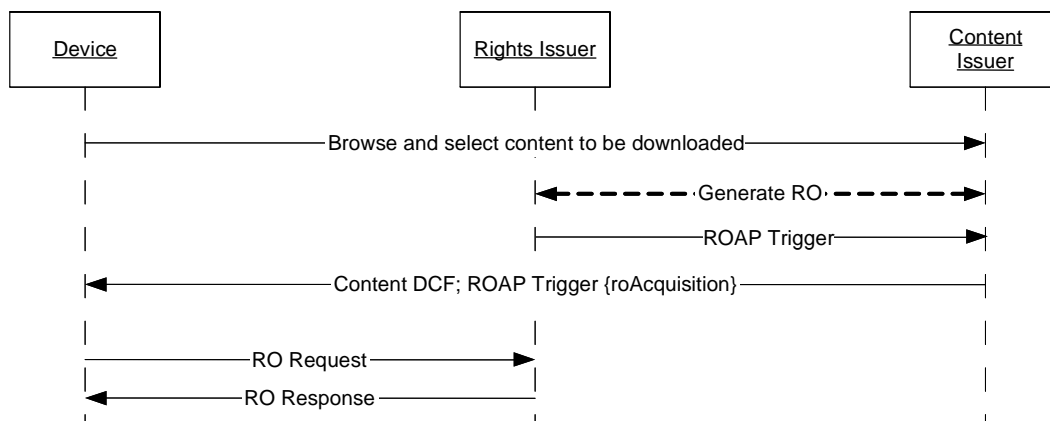 Device
Rights Issuer
Content
Issuer
Browse and select content to be downloaded
Generate RO
ROAP Trigger
Content DCF; ROAP Trigger {roAcquisition}
RO Request
RO Response